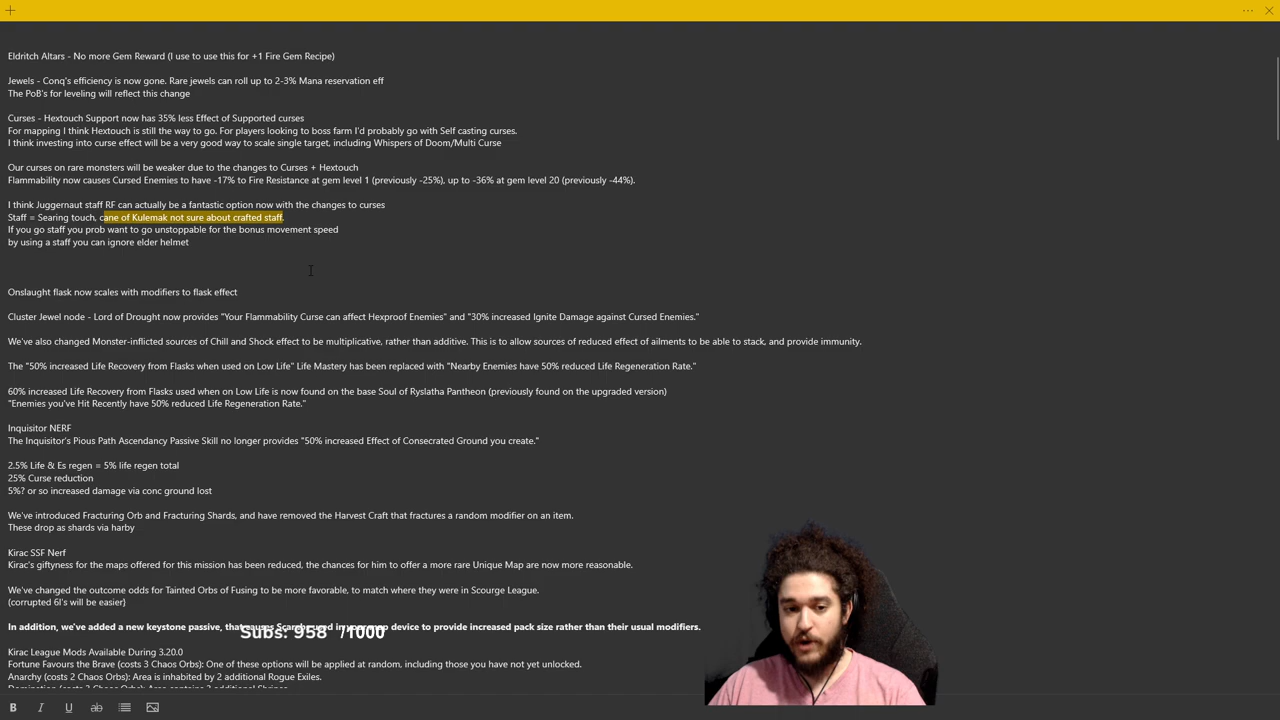 Eldritch Altars - No more Gem Reward (I use to use this for +1 Fire Gem Recipe)
Jewels - Conq's efficiency is now gone. Rare jewels can roll up to 2-3% Mana reservation eff
The PoB's for leveling will reflect this change
Curses - Hextouch Support now has 35% less Effect of Supported curses
For mapping I think Hextouch is still the way to go. For players looking to boss farm I'd probably go with Self casting curses.
I think investing into curse effect will be a very good way to scale single target, including Whispers of Doom/Multi Curse
Our curses on rare monsters will be weaker due to the changes to Curses + Hextouch
Flammability now causes Cursed Enemies to have -17% to Fire Resistance at gem level 1 (previously -25%), up to -36% at gem level 20 (previously -44%).
I think Juggernaut staff RF can actually be a fantastic option now with the changes to curses
Staff = Searing touch, cane of Kulemak not sure about crafted staff.
If you go staff you prob want to go unstoppable for the bonus movement speed
by using a staff you can ignore elder helmet
Onslaught flask now scales with modifiers to flask effect
Cluster Jewel node - Lord of Drought now provides "Your Flammability Curse can affect Hexproof Enemies" and "30% increased Ignite Damage against Cursed Enemies."
We've also changed Monster-inflicted sources of Chill and Shock effect to be multiplicative, rather than additive. This is to allow sources of reduced effect of ailments to be able to stack, and provide immunity.
The "50% increased Life Recovery from Flasks when used on Low Life" Life Mastery has been replaced with "Nearby Enemies have 50% reduced Life Regeneration Rate."
60% increased Life Recovery from Flasks used when on Low Life is now found on the base Soul of Ryslatha Pantheon (previously found on the upgraded version)
"Enemies you've Hit Recently have 50% reduced Life Regeneration Rate."
Inquisitor NERF
The Inquisitor's Pious Path Ascendancy Passive Skill no longer provides "50% increased Effect of Consecrated Ground you create."
2.5% Life & Es regen = 5% life regen total
25% Curse reduction
5%? or so increased damage via conc ground lost
We've introduced Fracturing Orb and Fracturing Shards, and have removed the Harvest Craft that fractures a random modifier on an item.
These drop as shards via harby
Kirac SSF Nerf
Kirac's giftyness for the maps offered for this mission has been reduced, the chances for him to offer a more rare Unique Map are now more reasonable.
We've changed the outcome odds for Tainted Orbs of Fusing to be more favorable, to match where they were in Scourge League.
(corrupted 6l's will be easier)
In addition, we've added a new keystone passive, that causes Scarabs used in your map device to provide increased pack size rather than their usual modifiers.
Subs: 958 /1000
Kirac League Mods Available During 3.20.0
Fortune Favours the Brave (costs 3 Chaos Orbs): One of these options will be applied at random, including those you have not yet unlocked.
Anarchy (costs 2 Chaos Orbs): Area is inhabited by 2 additional Rogue Exiles.
Domination (costs 2 Chaos Orbs): Area contains 3 additional Shrines.
B I U ab